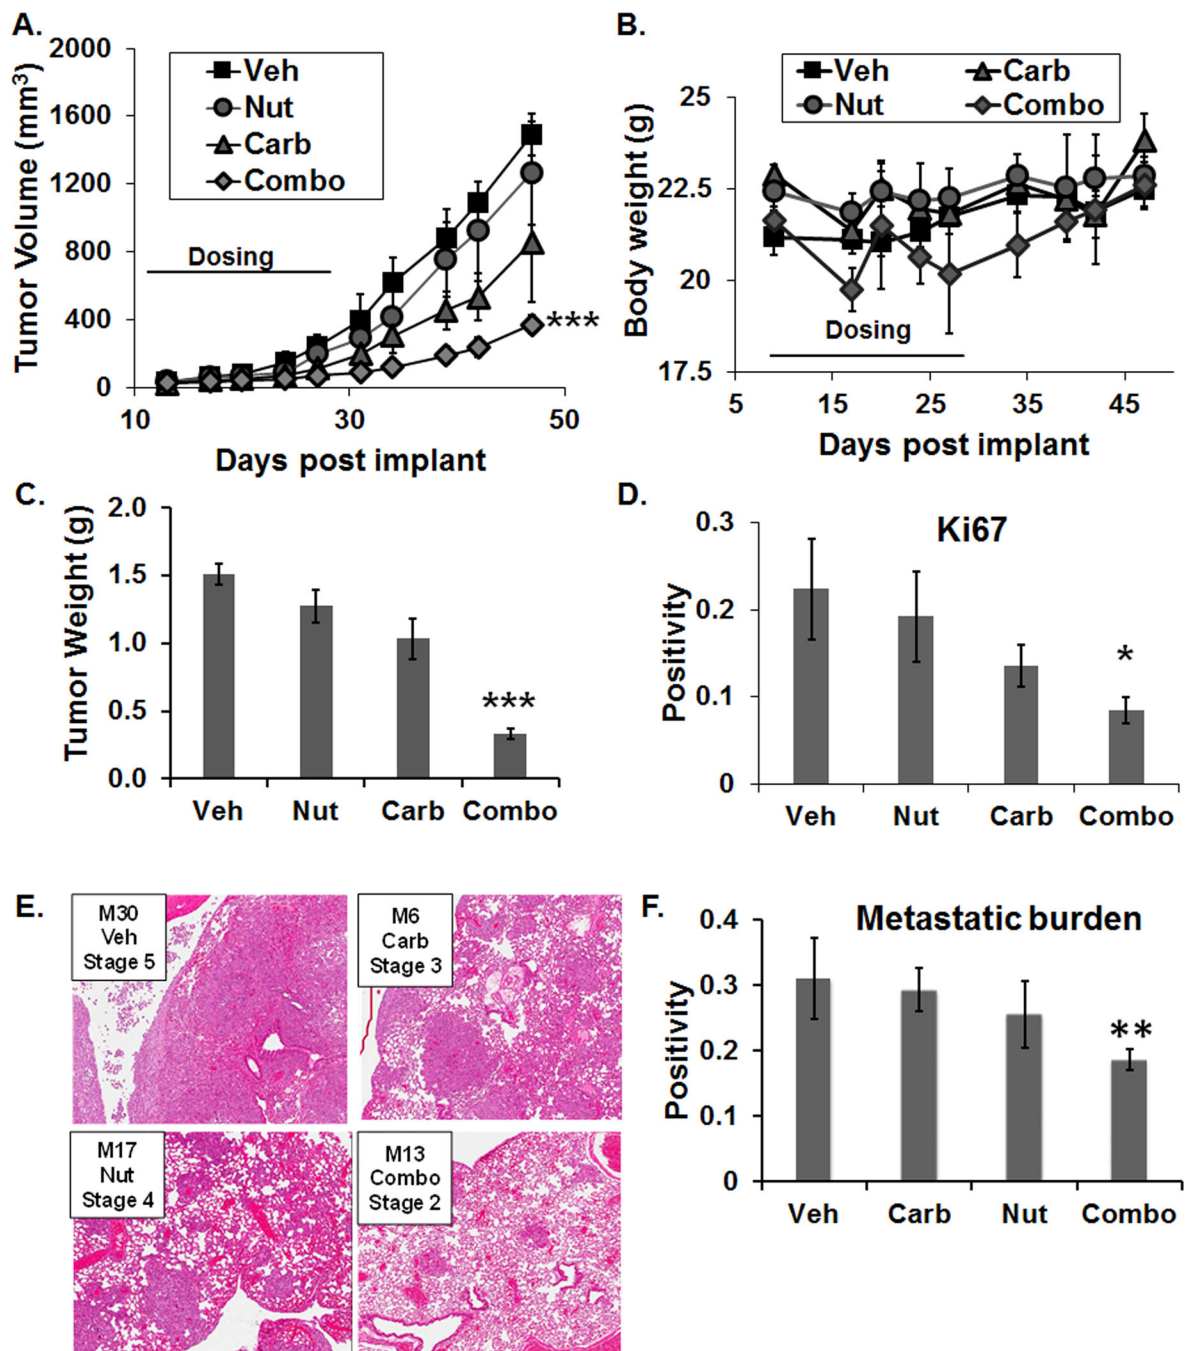 A.
Tumor Volume (mm³)
2000
1600
1200
800
400
0
Veh
Nut
Carb
Combo
Dosing
***
10 30 50
Days post implant
B.
Body weight (g)
Veh Carb
Nut Combo
25
22.5
20
17.5
Dosing
5 15 25 35 45
Days post implant
C.
Tumor Weight (g)
2.0
1.5
1.0
0.5
0.0
***
Veh Nut Carb Combo
D.
Ki67
Positivity
0.3
0.2
0.1
0
*
Veh Nut Carb Combo
E.
M30
Veh
Stage 5
M6
Carb
Stage 3
M17
Nut
Stage 4
M13
Combo
Stage 2
F.
Metastatic burden
Positivity
0.4
0.3
0.2
0.1
0
**
Veh Carb Nut Combo